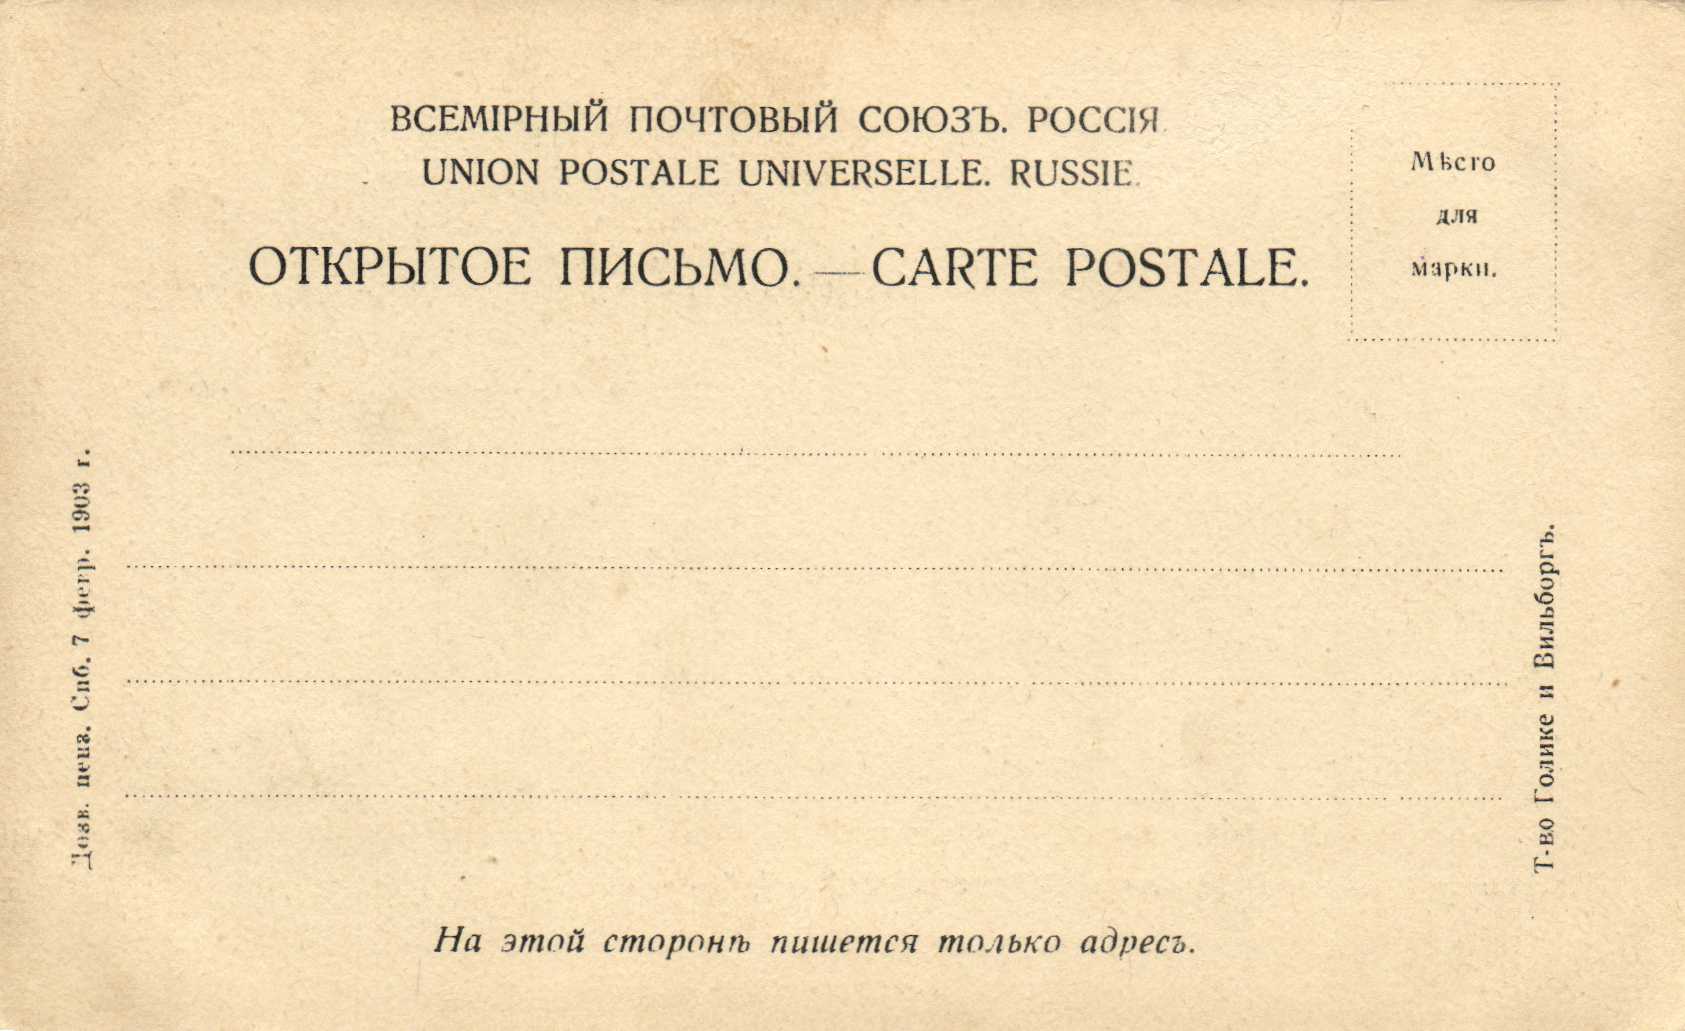 ВСЕМІРНЫЙ ПОЧТОВЫЙ СОЮЗЪ. РОССІЯ.
UNION POSTALE UNIVERSELLE. RUSSIE.
ОТКРЫТОЕ ПИСЬМО. — CARTE POSTALE.
Мѣсто
для
марки.
Дозв. ценз. Спб. 7 февр. 1903 г.
Т-во Голике и Вильборгъ.
На этой сторонѣ пишется только адресъ.